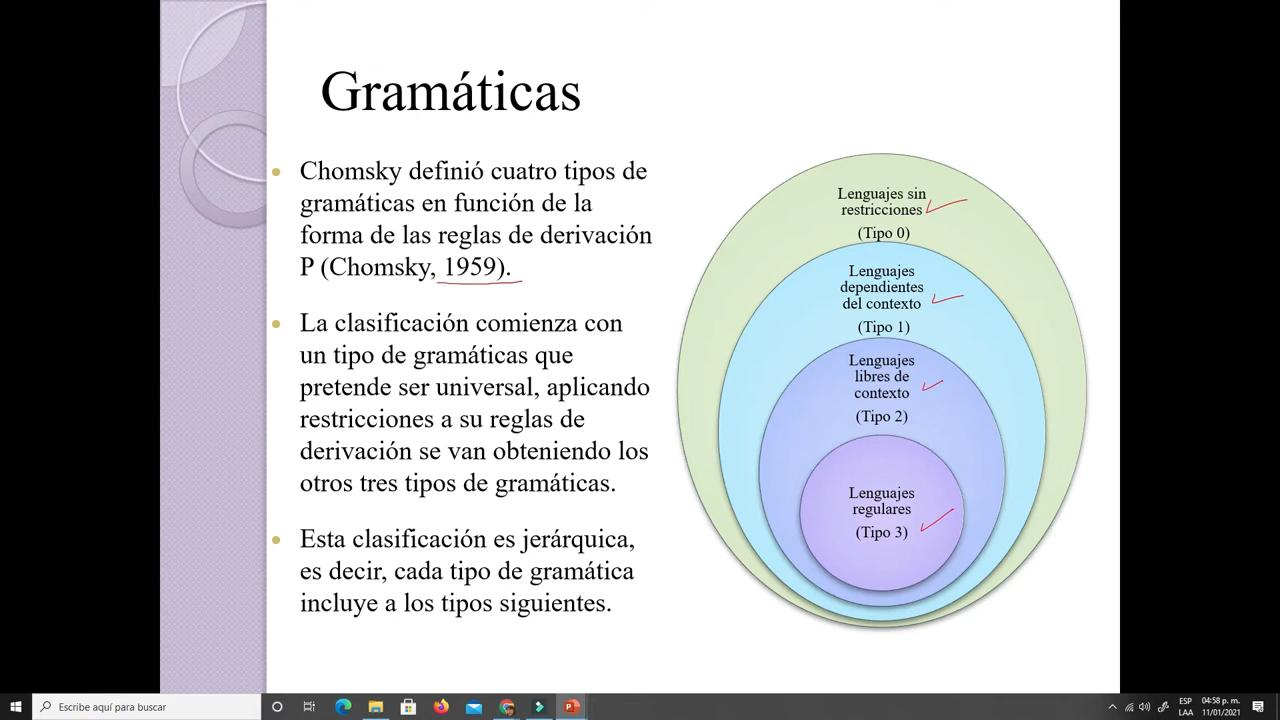 Gramáticas
Chomsky definió cuatro tipos de
gramáticas en función de la
forma de las reglas de derivación
P (Chomsky, 1959).
La clasificación comienza con
un tipo de gramáticas que
pretende ser universal, aplicando
restricciones a su reglas de
derivación se van obteniendo los
otros tres tipos de gramáticas.
Esta clasificación es jerárquica,
es decir, cada tipo de gramática
incluye a los tipos siguientes.
Lenguajes sin
restricciones
(Tipo 0)
Lenguajes
dependientes
del contexto
(Tipo 1)
Lenguajes
libres de
contexto
(Tipo 2)
Lenguajes
regulares
(Tipo 3)
Escribe aquí para buscar
ESP
LAA
04:58 p. m.
11/01/2021